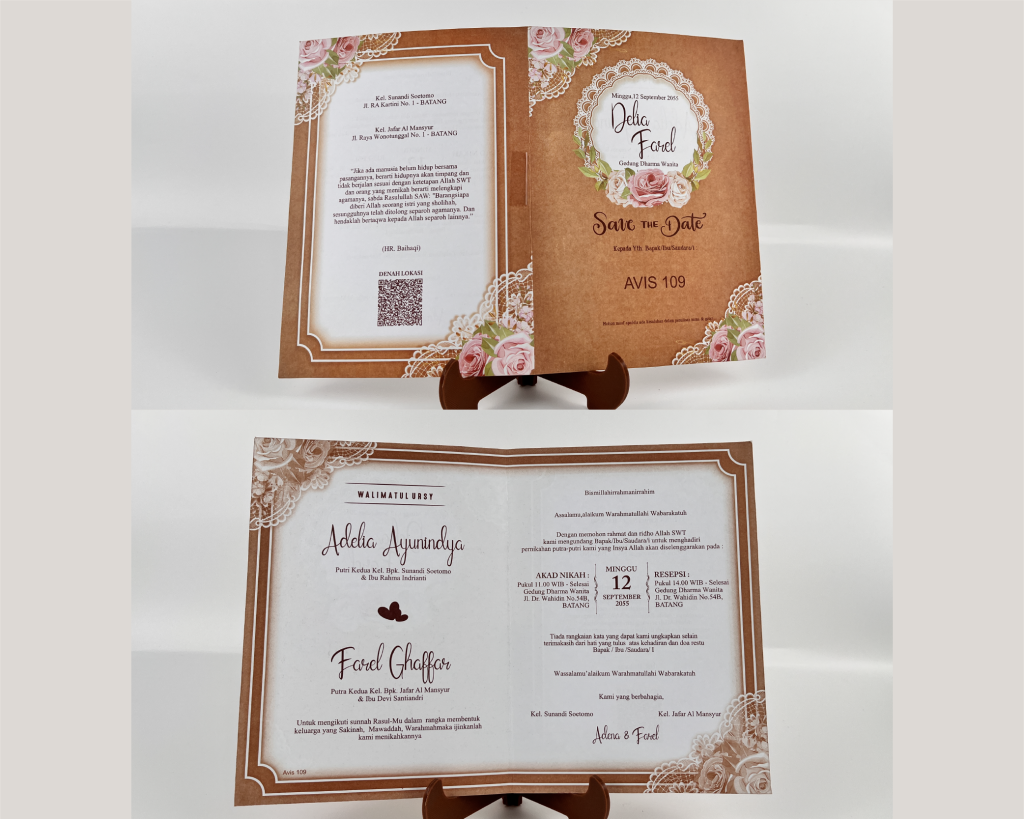 Kel. Sunandi Soetomo
Jl. RA Kartini No. 1 - BATANG
Kel. Jafar Al Mansyur
Jl. Raya Wonotunggal No. 1 - BATANG
"Jika ada manusia belum hidup bersama
pasangannya, berarti hidupnya akan timpang dan
tidak berjalan sesuai dengan ketetapan Allah SWT
dan orang yang menikah berarti melengkapi
agamanya, sabda Rasulullah SAW: "Barangsiapa
diberi Allah seorang istri yang sholihah,
sesungguhnya telah ditolong separoh agamanya. Dan
hendaklah bertaqwa kepada Allah separoh lainnya."
(HR. Baihaqi)
DENAH LOKASI
Minggu,12 September 2055
Delia
Farel
Gedung Dharma Wanita
Save THE Date
Kepada Yth. Bapak/Ibu/Saudara/i
AVIS 109
WALIMATUL URSY
Adelia Ayunindya
Putri Kedua Kel. Bpk. Sunandi Soetomo
& Ibu Rahma Indrianti
Farel Ghaffar
Putra Kedua Kel. Bpk. Jafar Al Mansyur
& Ibu Devi Santiandri
Untuk mengikuti sunnah Rasul-Mu dalam rangka membentuk
keluarga yang Sakinah, Mawaddah, Warahmahmaka ijinkanlah
kami menikahkannya
Avis 109
Bismillahirrahmanirrahim
Assalamu,alaikum Warahmatullahi Wabarakatuh
Dengan memohon rahmat dan ridho Allah SWT
kami mengundang Bapak/Ibu/Saudara/i untuk menghadiri
pernikahan putra-putri kami yang Insya Allah akan diselenggarakan pada :
AKAD NIKAH :
Pukul 11.00 WIB - Selesai
Gedung Dharma Wanita
Jl. Dr. Wahidin No.54B,
BATANG
MINGGU
12
SEPTEMBER
2055
RESEPSI :
Pukul 14.00 WIB - Selesai
Gedung Dharma Wanita
Jl. Dr. Wahidin No.54B,
BATANG
Tiada rangkaian kata yang dapat kami ungkapkan selain
terimakasih dari hati yang tulus atas kehadiran dan doa restu
Bapak / Ibu /Saudara/ I
Wassalamu'alaikum Warahmatullahi Wabarakatuh
Kami yang berbahagia,
Kel. Sunandi Soetomo
Kel. Jafar Al Mansyur
Adena & Farel